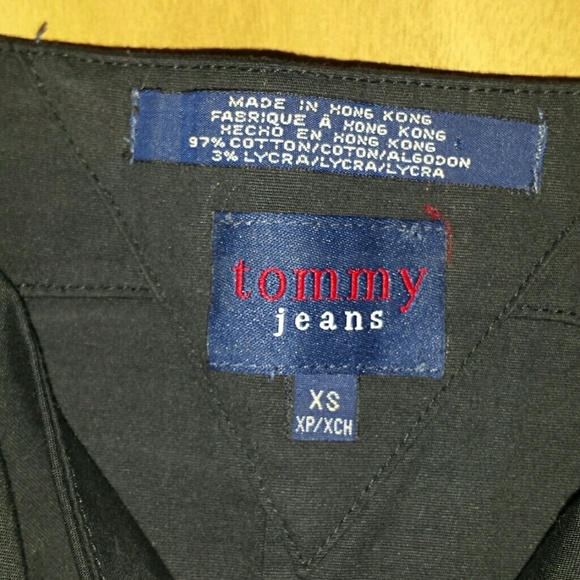 MADE IN HONG KONG
FABRIQUE À HONG KONG
HECHO EN HONG KONG
97% COTTON/COTON/ALGODON
3% LYCRA/LYCRA/LYCRA
tommy
jeans
XS
XP/XCH